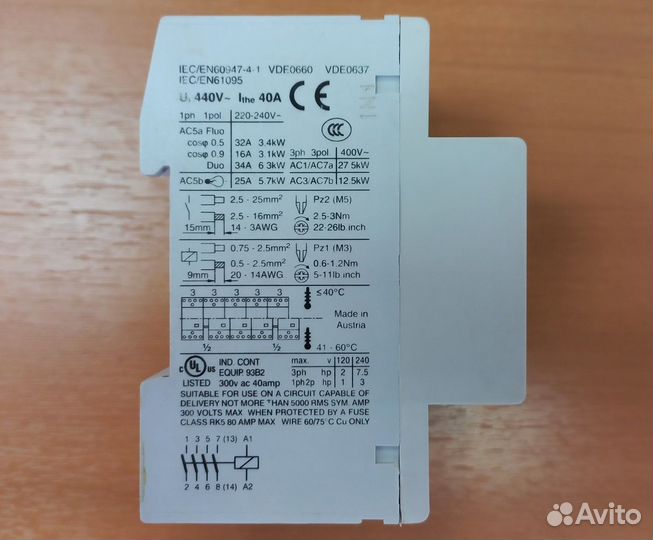 IEC/EN60947-4-1 VDE0660 VDE0637
IEC/EN61095
440V~ Ithe 40A CE
1ph 1pol 220-240V~
CCC
AC5a Fluo
cosφ 0.5 32A 3.4kW
cosφ 0.9 16A 3.1kW 3ph 3pol 400V~
Duo 34A 6.3kW AC1/AC7a 27.5kW
AC5b 25A 5.7kW AC3/AC7b 12.5kW
2.5 - 25mm² Pz2 (M5)
2.5 - 16mm² 2.5-3Nm
15mm 14 - 3AWG 22-26lb.inch
0.75 - 2.5mm² Pz1 (M3)
0.5 - 2.5mm² 0.6-1.2Nm
9mm 20 - 14AWG 5-11lb.inch
3 3 3 3 3 ≤40°C
Made in
Austria
½ ½ 41 - 60°C
c UL us
LISTED
IND. CONT
EQUIP. 93B2
300v ac 40amp
max. v 120 240
3ph hp 2 7.5
1ph2p hp 1 3
SUITABLE FOR USE ON A CIRCUIT CAPABLE OF
DELIVERY NOT MORE THAN 5000 RMS SYM. AMP
300 VOLTS MAX WHEN PROTECTED BY A FUSE
CLASS RK5 80 AMP MAX WIRE 60/75°C Cu ONLY
1 3 5 7 (13) A1
2 4 6 8 (14) A2
Avito